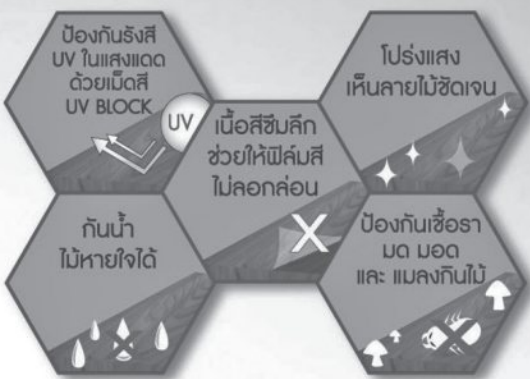 ป้องกันรังสี
UV ในแสงแดด
ด้วยเม็ดสี
UV BLOCK
UV
โปร่งแสง
เห็นลายไม้ชัดเจน
เนื้อสีซึมลึก
ช่วยให้ฟิล์มสี
ไม่ลอกล่อน
กันน้ำ
ไม้หายใจได้
ป้องกันเชื้อรา
มด มอด
และ แมลงกินไม้